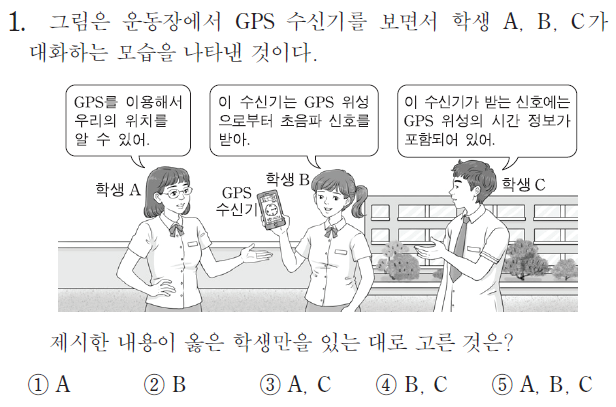 1. 그림은 운동장에서 GPS 수신기를 보면서 학생 A, B, C가
대화하는 모습을 나타낸 것이다.
GPS를 이용해서
우리의 위치를
알 수 있어.
이 수신기는 GPS 위성
으로부터 초음파 신호를
받아.
이 수신기가 받는 신호에는
GPS 위성의 시간 정보가
포함되어 있어.
학생 A
GPS
수신기
학생 B
학생 C
제시한 내용이 옳은 학생만을 있는 대로 고른 것은?
① A ② B ③ A, C ④ B, C ⑤ A, B, C